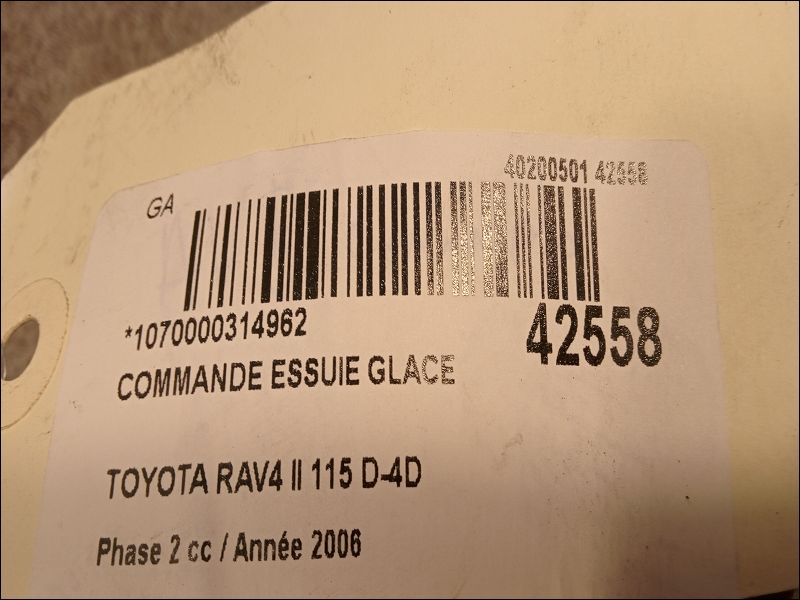 40200501 42558
GA
*1070000314962
42558
COMMANDE ESSUIE GLACE
TOYOTA RAV4 II 115 D-4D
Phase 2 cc / Année 2006